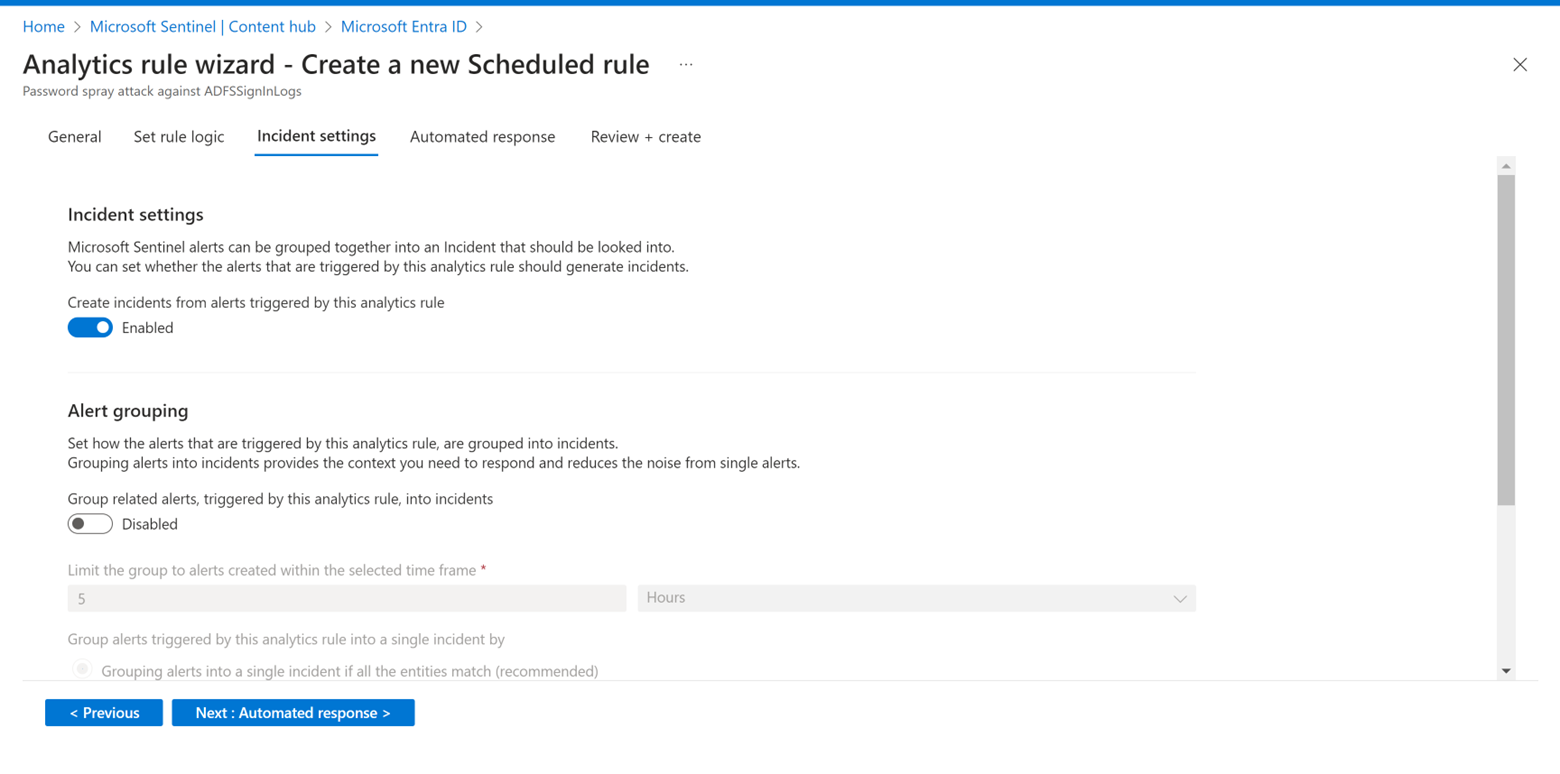 Home > Microsoft Sentinel | Content hub > Microsoft Entra ID >
Analytics rule wizard - Create a new Scheduled rule ...
Password spray attack against ADFSSignInLogs
General Set rule logic Incident settings Automated response Review + create
Incident settings
Microsoft Sentinel alerts can be grouped together into an Incident that should be looked into.
You can set whether the alerts that are triggered by this analytics rule should generate incidents.
Create incidents from alerts triggered by this analytics rule
Enabled
Alert grouping
Set how the alerts that are triggered by this analytics rule, are grouped into incidents.
Grouping alerts into incidents provides the context you need to respond and reduces the noise from single alerts.
Group related alerts, triggered by this analytics rule, into incidents
Disabled
Limit the group to alerts created within the selected time frame *
5 Hours
Group alerts triggered by this analytics rule into a single incident by
Grouping alerts into a single incident if all the entities match (recommended)
< Previous Next : Automated response >